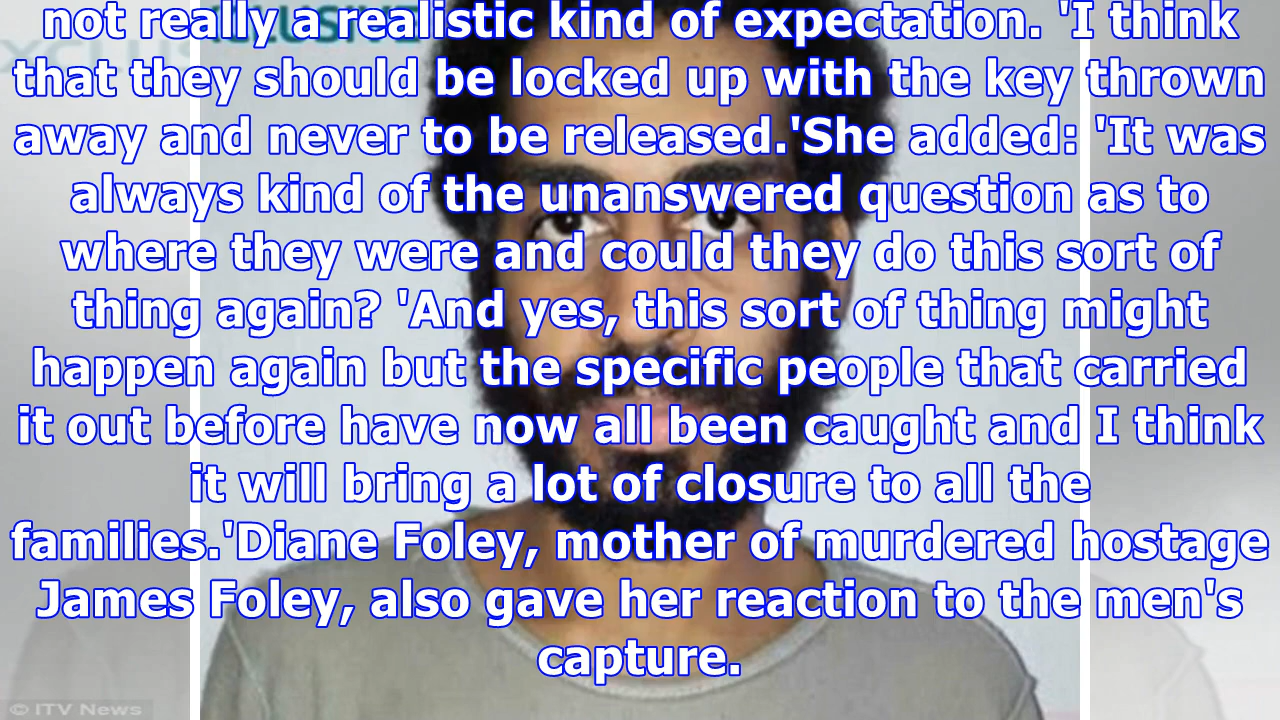 XCLUS
CLUSIVE
not really a realistic kind of expectation. 'I think
that they should be locked up with the key thrown
away and never to be released.'She added: 'It was
always kind of the unanswered question as to
where they were and could they do this sort of
thing again? 'And yes, this sort of thing might
happen again but the specific people that carried
it out before have now all been caught and I think
it will bring a lot of closure to all the
families.'Diane Foley, mother of murdered hostage
James Foley, also gave her reaction to the men's
capture.
© ITV News